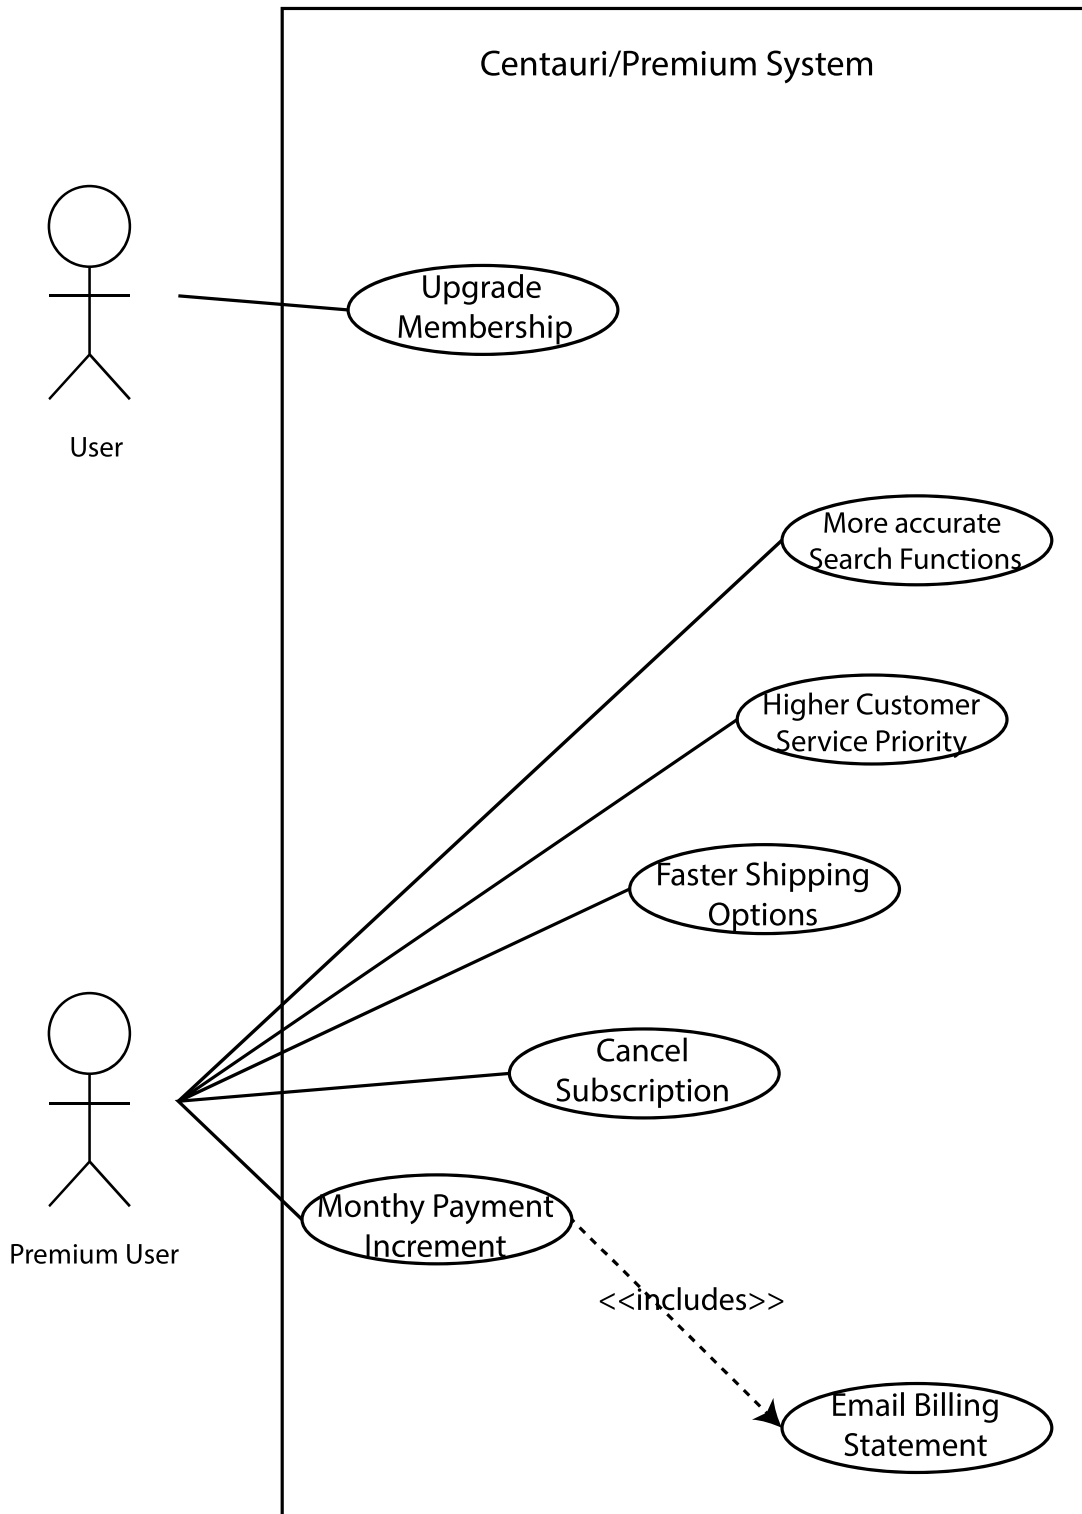 Centauri/Premium System
Upgrade
Membership
User
More accurate
Search Functions
Higher Customer
Service Priority
Faster Shipping
Options
Cancel
Subscription
Monthy Payment
Increment
Premium User
<<includes>>
Email Billing
Statement